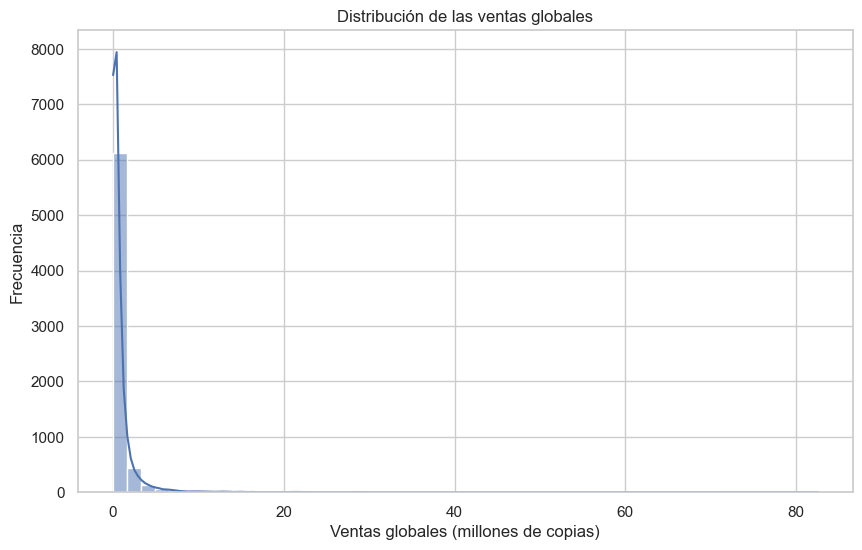 Distribución de las ventas globales
8000
7000
6000
5000
4000
3000
2000
1000
0
Frecuencia
0 20 40 60 80
Ventas globales (millones de copias)